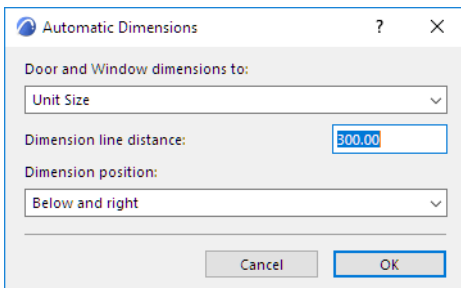 Automatic Dimensions
Door and Window dimensions to:
Unit Size
Dimension line distance: 300.00
Dimension position:
Below and right
Cancel OK